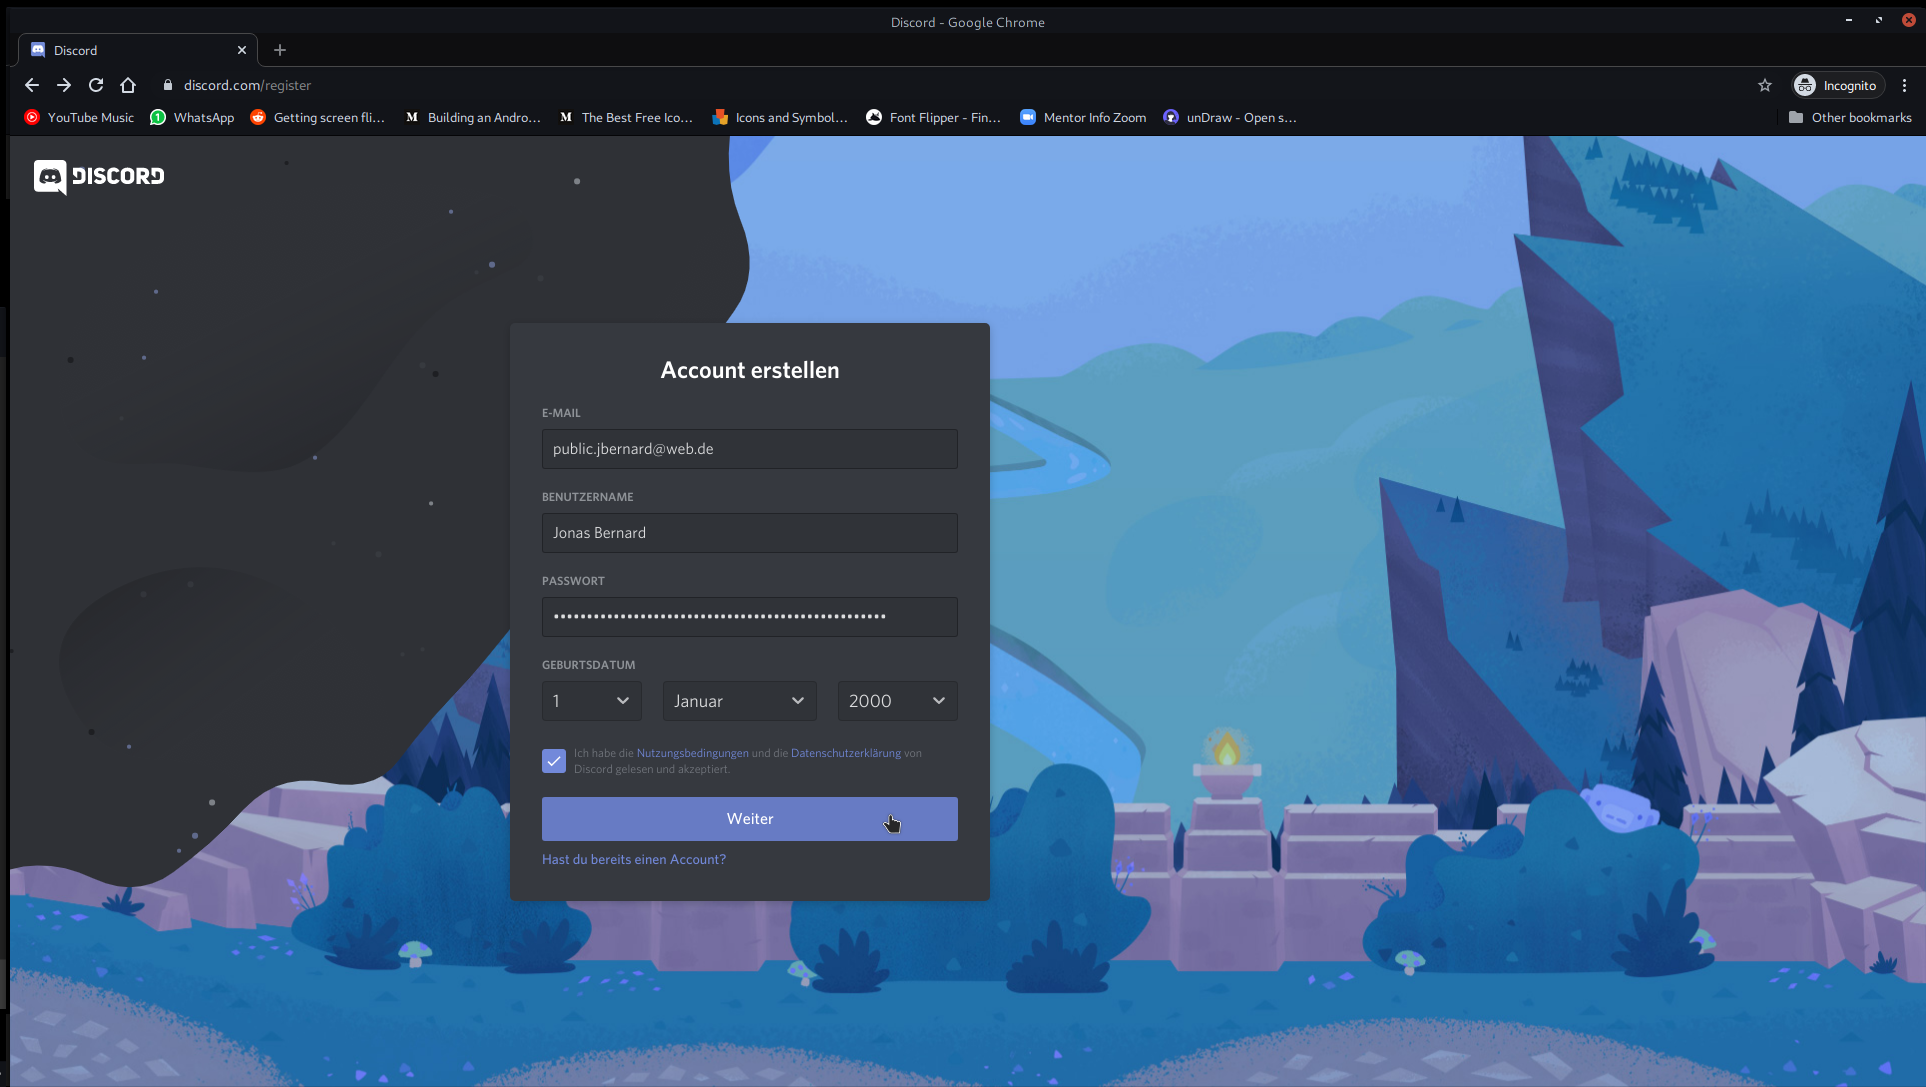 Discord - Google Chrome
Discord
discord.com/register
Incognito
YouTube Music
WhatsApp
Getting screen fli...
Building an Andro...
The Best Free Ico...
Icons and Symbol...
Font Flipper - Fin...
Mentor Info Zoom
unDraw - Open s...
Other bookmarks
DISCORD
Account erstellen
E-MAIL
public.jbernard@web.de
BENUTZERNAME
Jonas Bernard
PASSWORT
GEBURTSDATUM
1
Januar
2000
Ich habe die Nutzungsbedingungen und die Datenschutzerklärung von
Discord gelesen und akzeptiert.
Weiter
Hast du bereits einen Account?